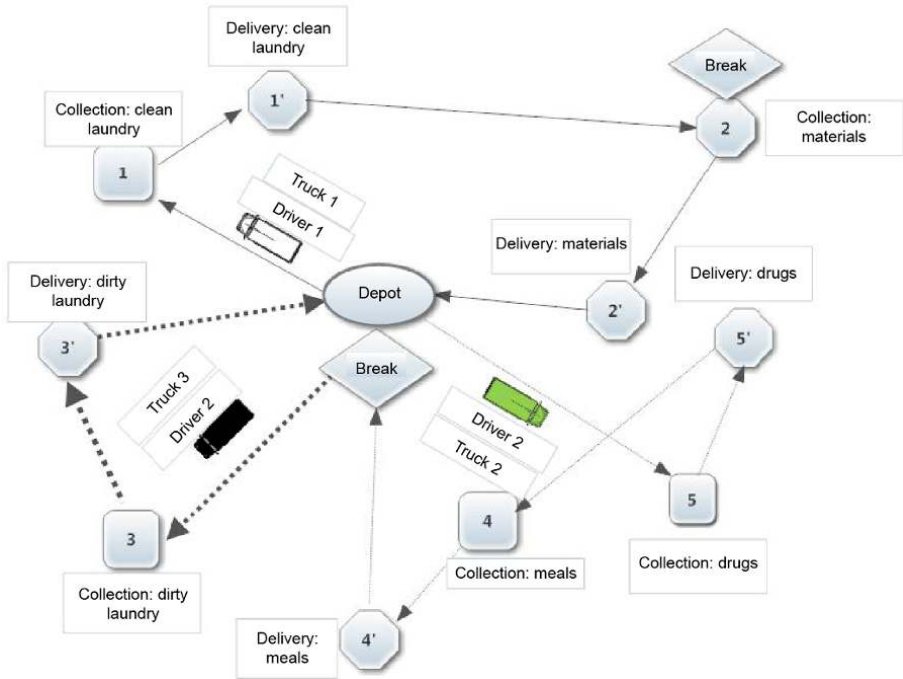 Delivery: clean
laundry
1'
Break
Collection: clean
laundry
1
2
Collection:
materials
Truck 1
Driver 1
Delivery: materials
Delivery: drugs
Delivery: dirty
laundry
Depot
2'
3'
5'
Break
Truck 3
Driver 2
Driver 2
Truck 2
4
5
3
Collection: meals
Collection: drugs
Collection: dirty
laundry
Delivery:
meals
4'